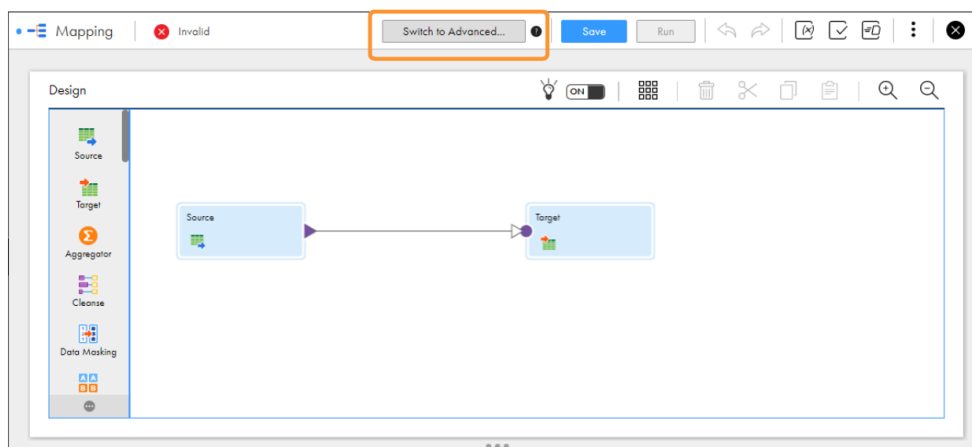 Mapping
Invalid
Switch to Advanced...
Save
Run
Design
ON
Source
Target
Aggregator
Cleanse
Data Masking
Source
Target